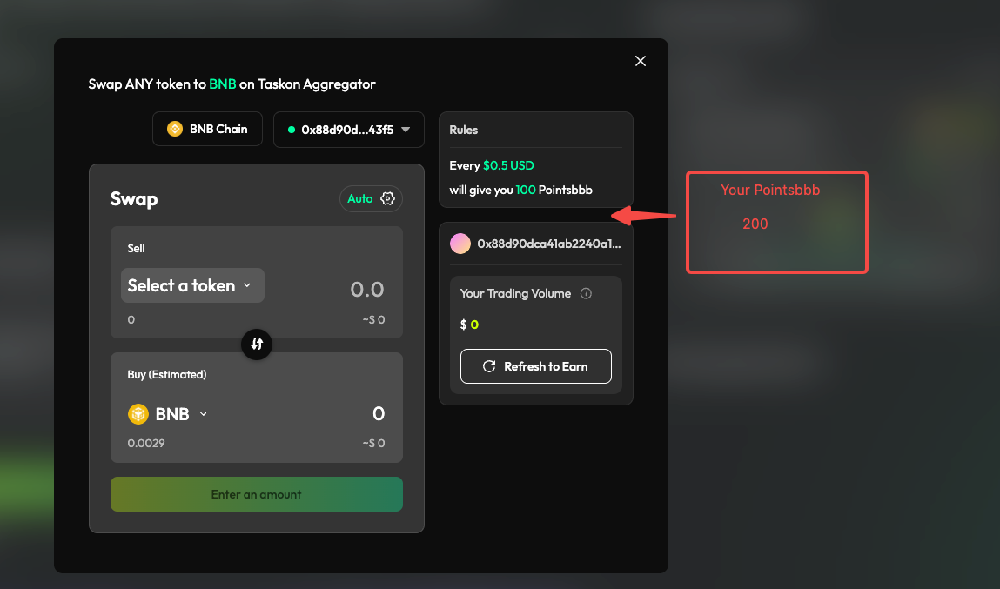 Swap ANY token to BNB on Taskon Aggregator
BNB Chain
0x88d90d...43f5
Swap
Auto
Sell
Select a token
0.0
0
~$ 0
Buy (Estimated)
BNB
0
0.0029
~$ 0
Enter an amount
Rules
Every $0.5 USD
will give you 100 Pointsbbb
0x88d90dca41ab2240a1...
Your Trading Volume
$ 0
Refresh to Earn
Your Pointsbbb
200